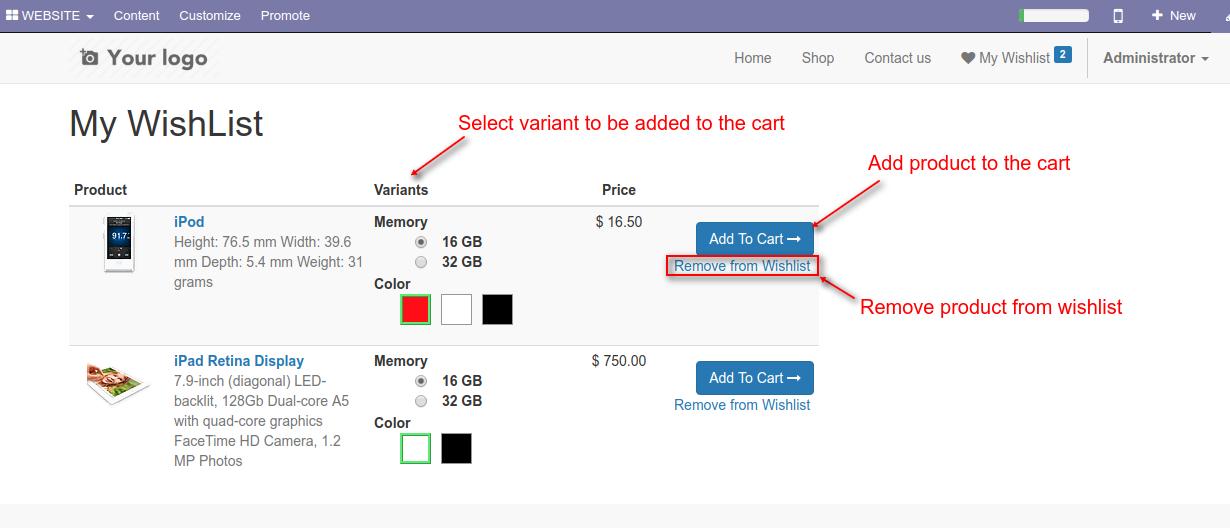 WEBSITE Content Customize Promote New
Your logo Home Shop Contact us My Wishlist 2 Administrator
My WishList
Select variant to be added to the cart
Add product to the cart
Product Variants Price
iPod
Height: 76.5 mm Width: 39.6
mm Depth: 5.4 mm Weight: 31
grams
Memory
16 GB
32 GB
Color
$ 16.50
Add To Cart
Remove from Wishlist
Remove product from wishlist
iPad Retina Display
7.9-inch (diagonal) LED-
backlit, 128Gb Dual-core A5
with quad-core graphics
FaceTime HD Camera, 1.2
MP Photos
Memory
16 GB
32 GB
Color
$ 750.00
Add To Cart
Remove from Wishlist